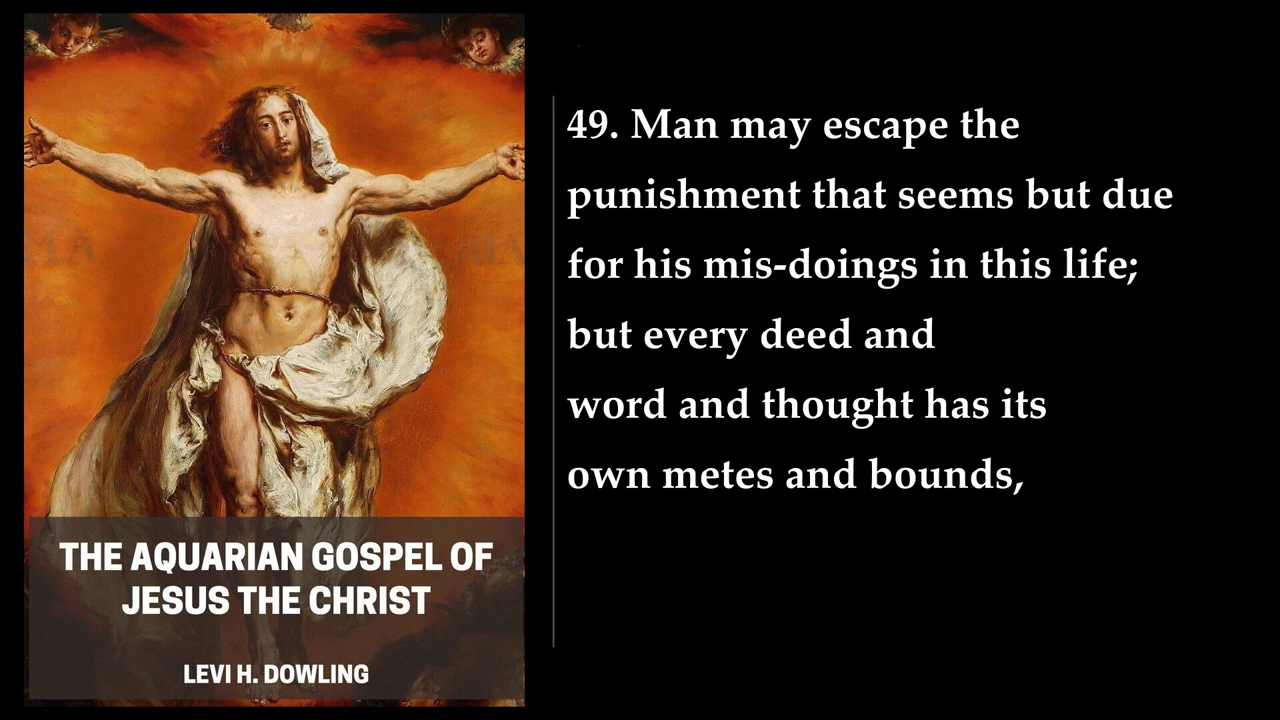 THE AQUARIAN GOSPEL OF
JESUS THE CHRIST
LEVI H. DOWLING
49. Man may escape the
punishment that seems but due
for his mis-doings in this life;
but every deed and
word and thought has its
own metes and bounds,